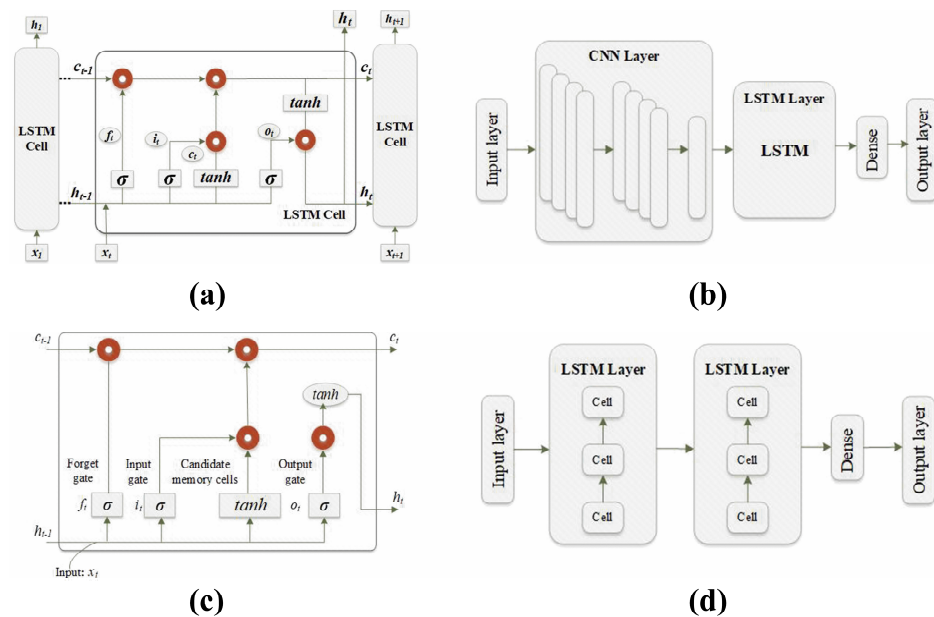 h1
ht
ht+1
LSTM
Cell
ct-1
ft
σ
it
σ
ct
tanh
ot
σ
tanh
LSTM Cell
ct
ht-1
ht
LSTM
Cell
x1
xt
xt+1
(a)
Input layer
CNN Layer
LSTM Layer
LSTM
Dense
Output layer
(b)
ct-1
ct
tanh
Forget
gate
Input
gate
Candidate
memory cells
Output
gate
ft
σ
it
σ
tanh
ot
σ
ht
ht-1
Input: xt
(c)
Input layer
LSTM Layer
Cell
Cell
Cell
LSTM Layer
Cell
Cell
Cell
Dense
Output layer
(d)